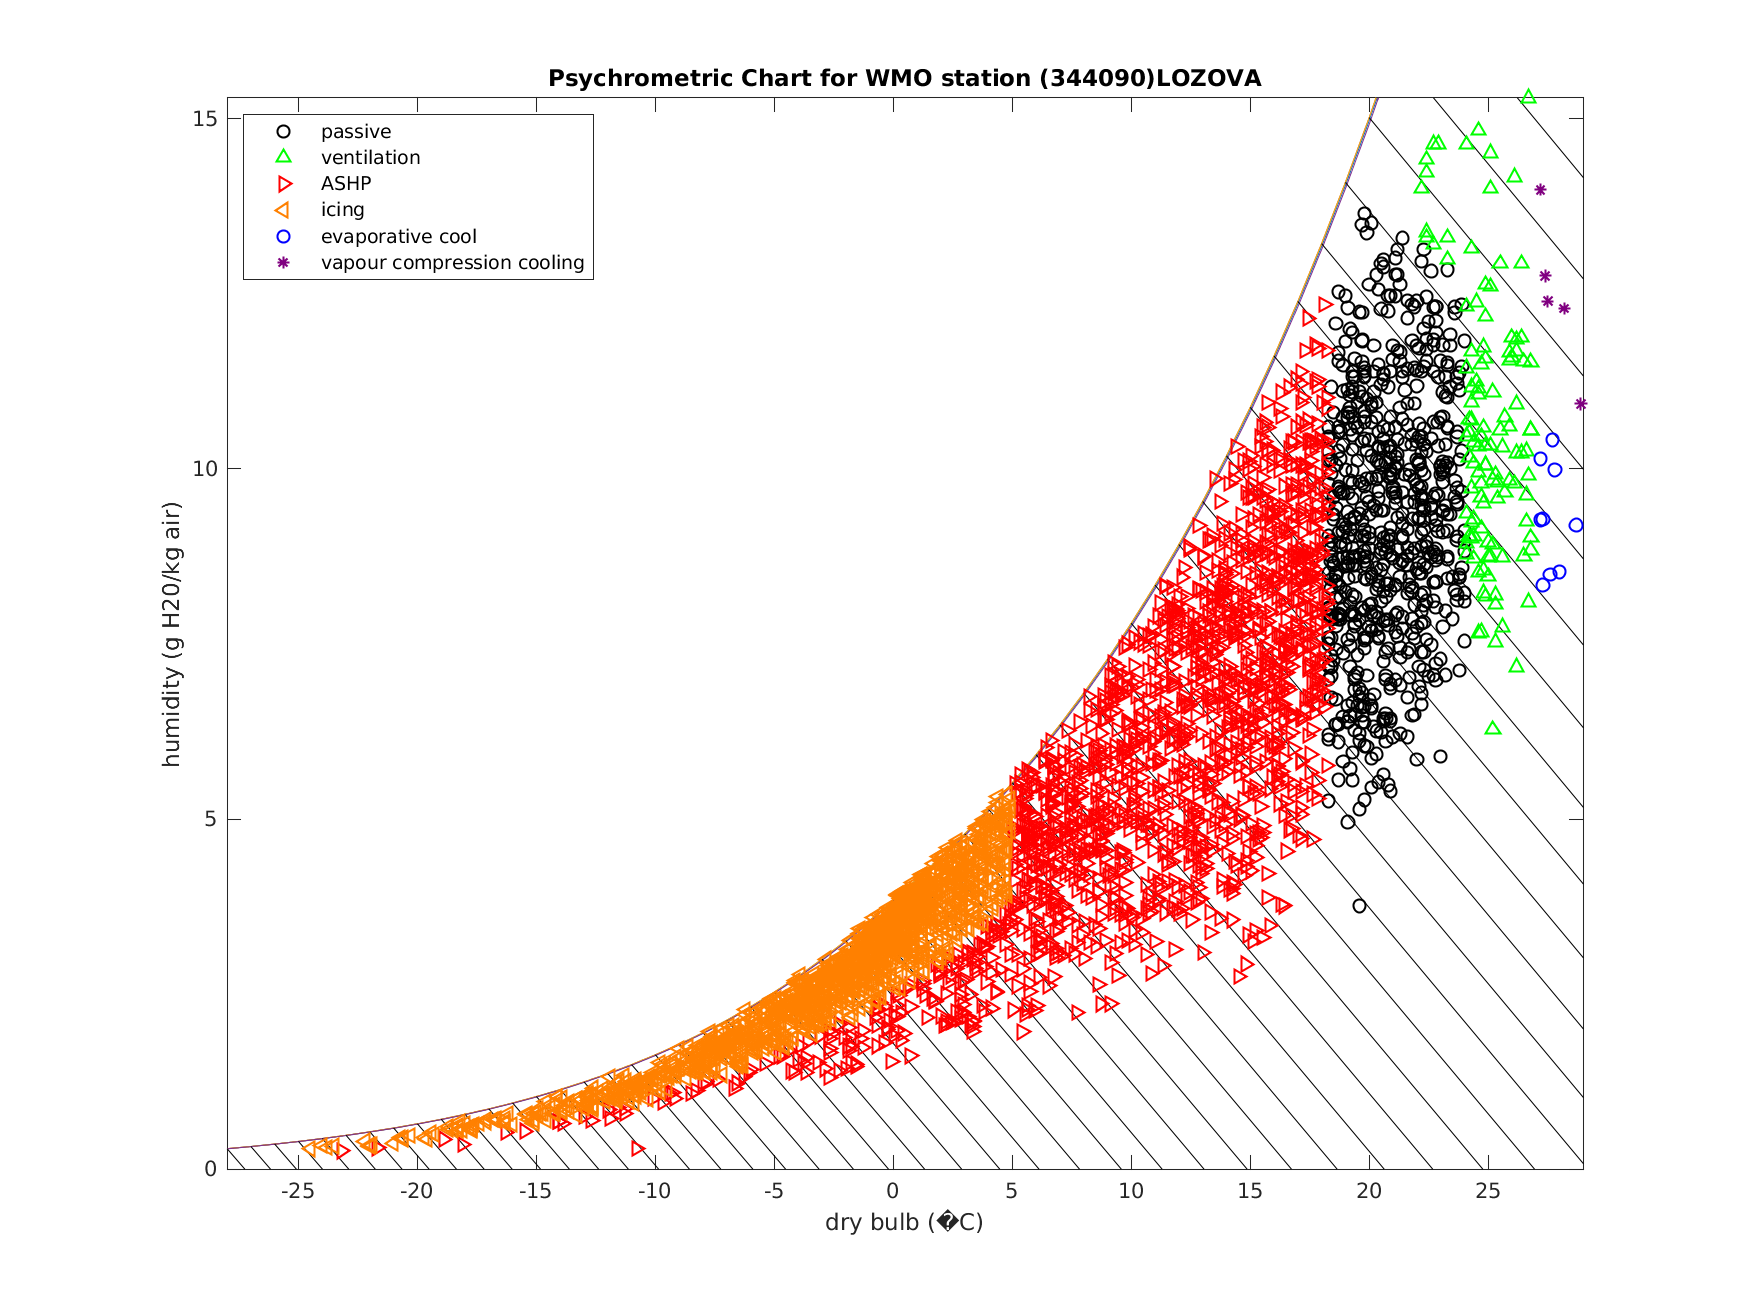 Psychrometric Chart for WMO station (344090)LOZOVA
passive
ventilation
ASHP
icing
evaporative cool
vapour compression cooling
15
10
5
0
humidity (g H20/kg air)
-25 -20 -15 -10 -5 0 5 10 15 20 25
dry bulb (�C)